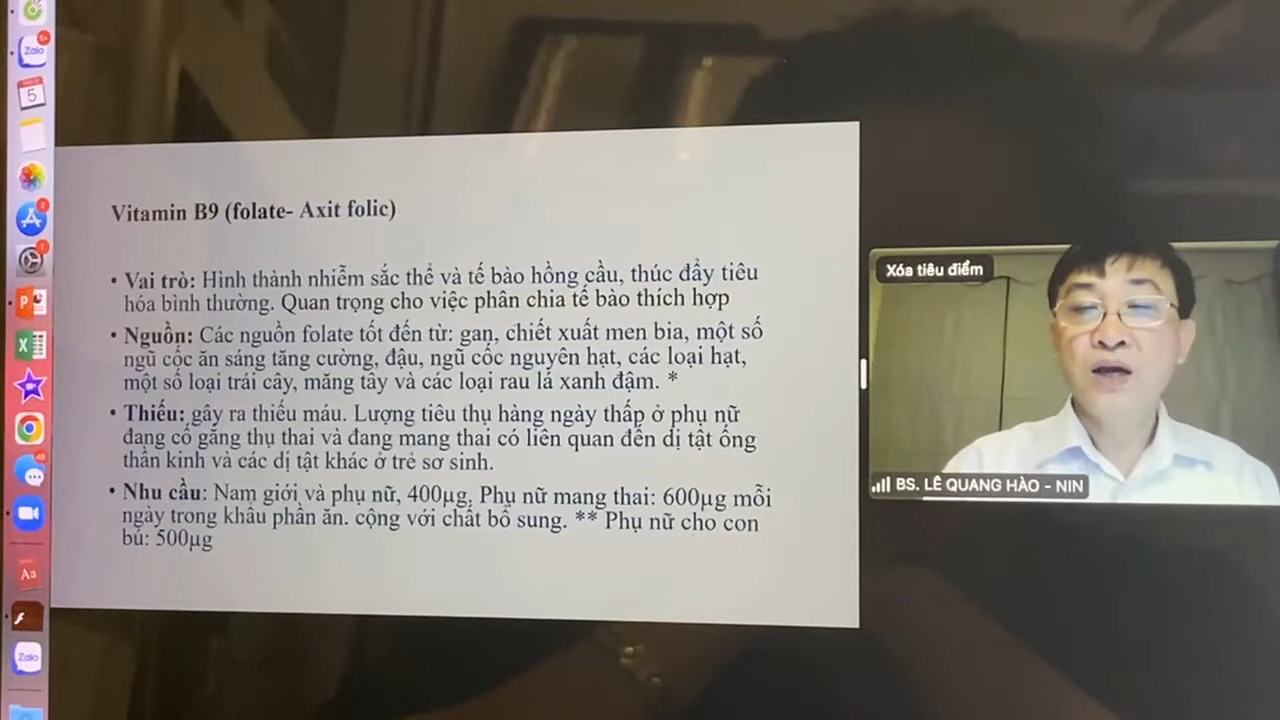 Zalo
5+
5
2
1
Vitamin B9 (folate- Axit folic)
• Vai trò: Hình thành nhiễm sắc thể và tế bào hồng cầu, thúc đẩy tiêu
hóa bình thường. Quan trọng cho việc phân chia tế bào thích hợp
• Nguồn: Các nguồn folate tốt đến từ: gan, chiết xuất men bia, một số
ngũ cốc ăn sáng tăng cường, đậu, ngũ cốc nguyên hạt, các loại hạt,
một số loại trái cây, măng tây và các loại rau lá xanh đậm. *
• Thiếu: gây ra thiếu máu. Lượng tiêu thụ hàng ngày thấp ở phụ nữ
đang cố gắng thụ thai và đang mang thai có liên quan đến dị tật ống
thần kinh và các dị tật khác ở trẻ sơ sinh.
• Nhu cầu: Nam giới và phụ nữ, 400µg. Phụ nữ mang thai: 600µg mỗi
ngày trong khẩu phần ăn. cộng với chất bổ sung. ** Phụ nữ cho con
bú: 500µg
Xóa tiêu điểm
BS. LÊ QUANG HÀO - NIN
P
X
Aa
Zalo